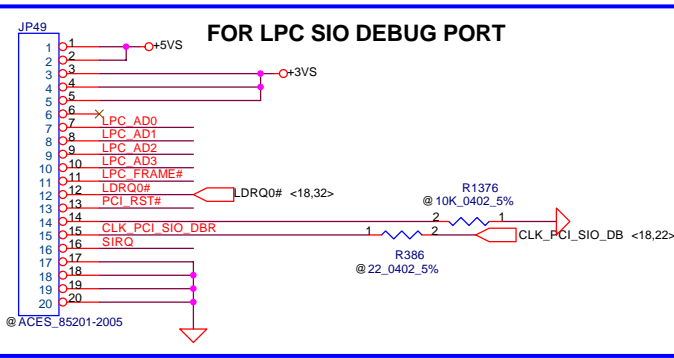 FOR LPC SIO DEBUG PORT
JP49
1 1 +5VS
2 2
3 3 +3VS
4 4
5 5
6 6
7 7 LPC_AD0
8 8 LPC_AD1
9 9 LPC_AD2
10 10 LPC_AD3
11 11 LPC_FRAME#
12 12 LDRQ0# LDRQ0# <18,32>
13 13 PCI_RST#
R1376
@ 10K_0402_5%
14 14 2 1
15 15 CLK_PCI_SIO_DBR 1 2 CLK_PCI_SIO_DB <18,22>
16 16 SIRQ
R386
@ 22_0402_5%
17 17
18 18
19 19
20 20
@ ACES_85201-2005